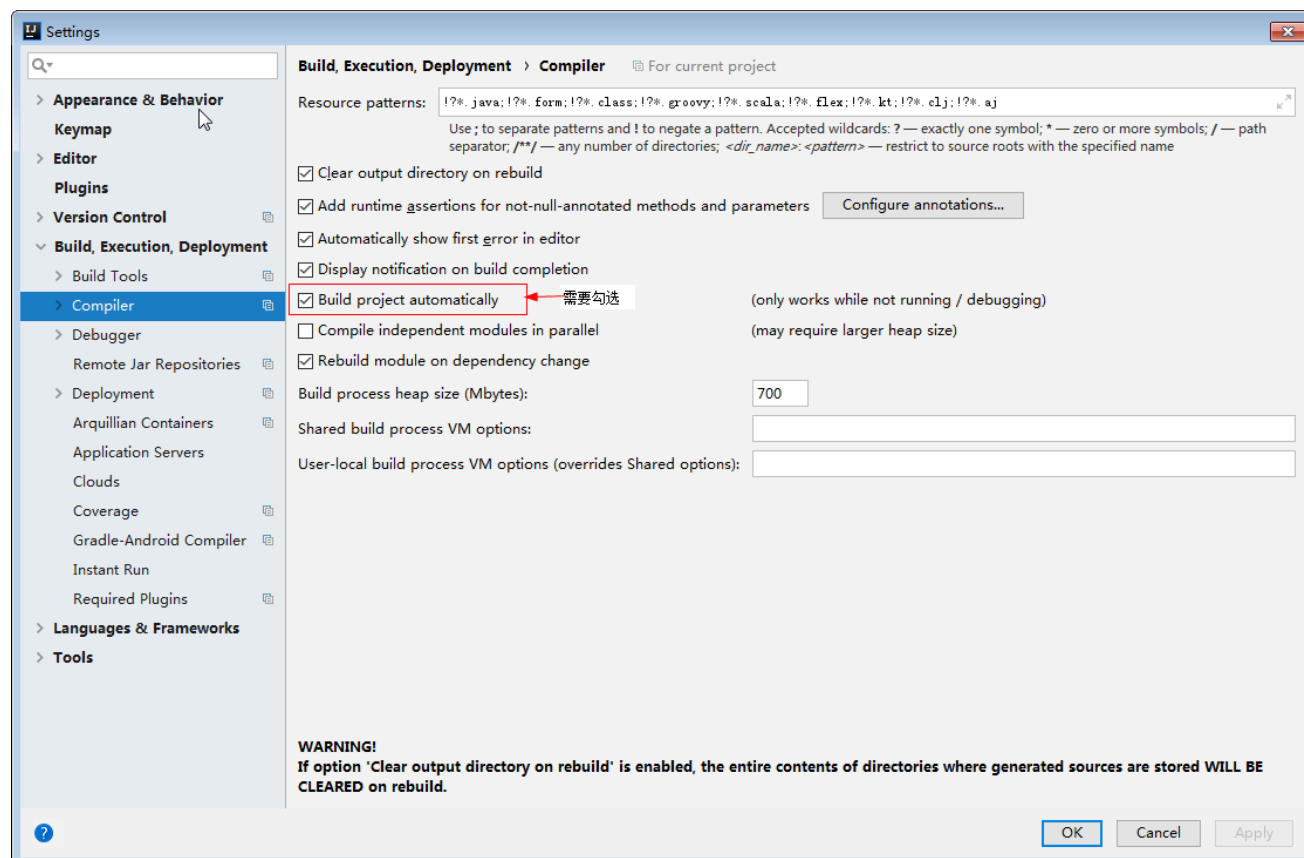 Settings
Build, Execution, Deployment › Compiler For current project
Appearance & Behavior
Keymap
Editor
Plugins
Version Control
Build, Execution, Deployment
Build Tools
Compiler
Debugger
Remote Jar Repositories
Deployment
Arquillian Containers
Application Servers
Clouds
Coverage
Gradle-Android Compiler
Instant Run
Required Plugins
Languages & Frameworks
Tools
Resource patterns: !?*.java;!?*.form;!?*.class;!?*.groovy;!?*.scala;!?*.flex;!?*.kt;!?*.clj;!?*.aj
Use ; to separate patterns and ! to negate a pattern. Accepted wildcards: ? — exactly one symbol; * — zero or more symbols; / — path
separator; /**/ — any number of directories; <dir_name>:<pattern> — restrict to source roots with the specified name
Clear output directory on rebuild
Add runtime assertions for not-null-annotated methods and parameters Configure annotations...
Automatically show first error in editor
Display notification on build completion
Build project automatically 需要勾选 (only works while not running / debugging)
Compile independent modules in parallel (may require larger heap size)
Rebuild module on dependency change
Build process heap size (Mbytes): 700
Shared build process VM options:
User-local build process VM options (overrides Shared options):
WARNING!
If option 'Clear output directory on rebuild' is enabled, the entire contents of directories where generated sources are stored WILL BE
CLEARED on rebuild.
? OK Cancel Apply